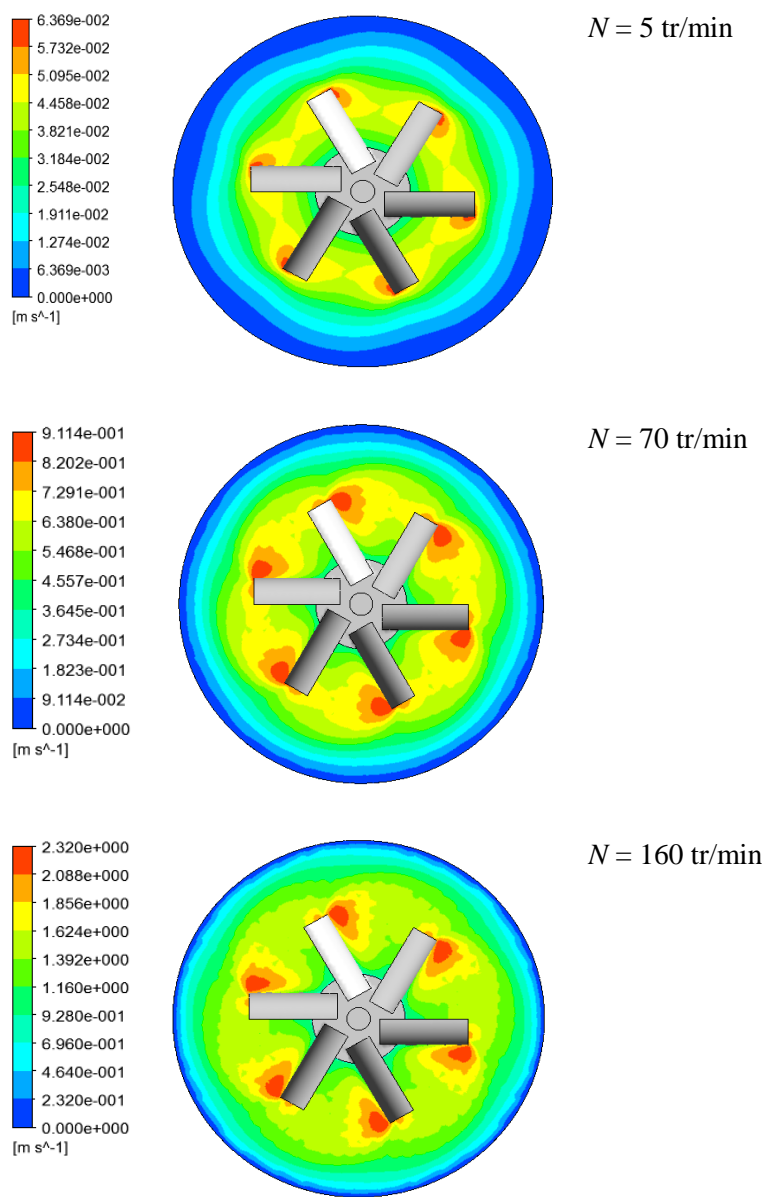 N = 5 tr/min
6.369e-002
5.732e-002
5.095e-002
4.458e-002
3.821e-002
3.184e-002
2.548e-002
1.911e-002
1.274e-002
6.369e-003
0.000e+000
[m s^-1]
N = 70 tr/min
9.114e-001
8.202e-001
7.291e-001
6.380e-001
5.468e-001
4.557e-001
3.645e-001
2.734e-001
1.823e-001
9.114e-002
0.000e+000
[m s^-1]
N = 160 tr/min
2.320e+000
2.088e+000
1.856e+000
1.624e+000
1.392e+000
1.160e+000
9.280e-001
6.960e-001
4.640e-001
2.320e-001
0.000e+000
[m s^-1]